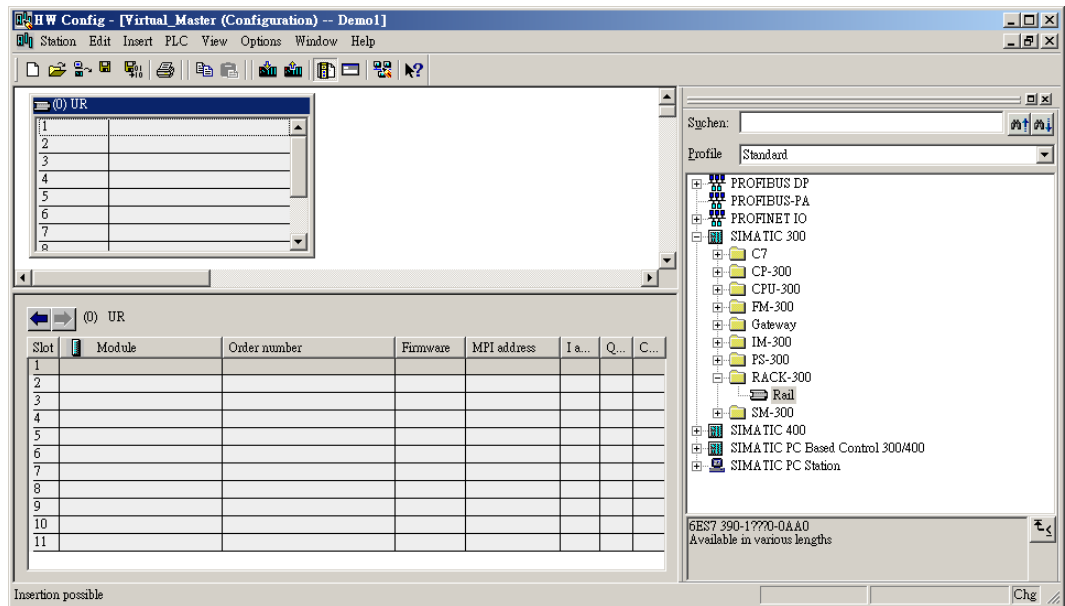 HW Config - [Virtual_Master (Configuration) -- Demo1]
Station Edit Insert PLC View Options Window Help
(0) UR
1
2
3
4
5
6
7
8
(0) UR
Slot Module Order number Firmware MPI address I a... Q... C...
1
2
3
4
5
6
7
8
9
10
11
Suchen:
Profile Standard
PROFIBUS DP
PROFIBUS-PA
PROFINET IO
SIMATIC 300
C7
CP-300
CPU-300
FM-300
Gateway
IM-300
PS-300
RACK-300
Rail
SM-300
SIMATIC 400
SIMATIC PC Based Control 300/400
SIMATIC PC Station
6ES7 390-1???0-0AA0
Available in various lengths
Insertion possible Chg